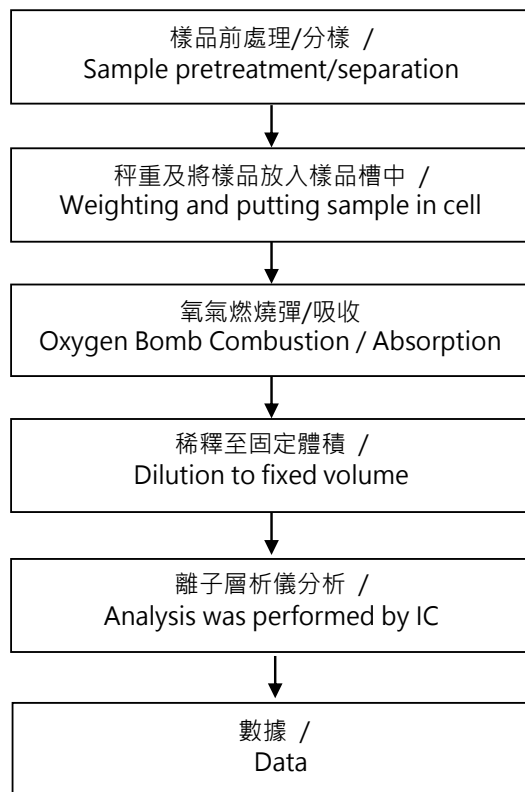 樣品前處理/分樣 /
Sample pretreatment/separation
秤重及將樣品放入樣品槽中 /
Weighting and putting sample in cell
氧氣燃燒彈/吸收
Oxygen Bomb Combustion / Absorption
稀釋至固定體積 /
Dilution to fixed volume
離子層析儀分析 /
Analysis was performed by IC
數據 /
Data